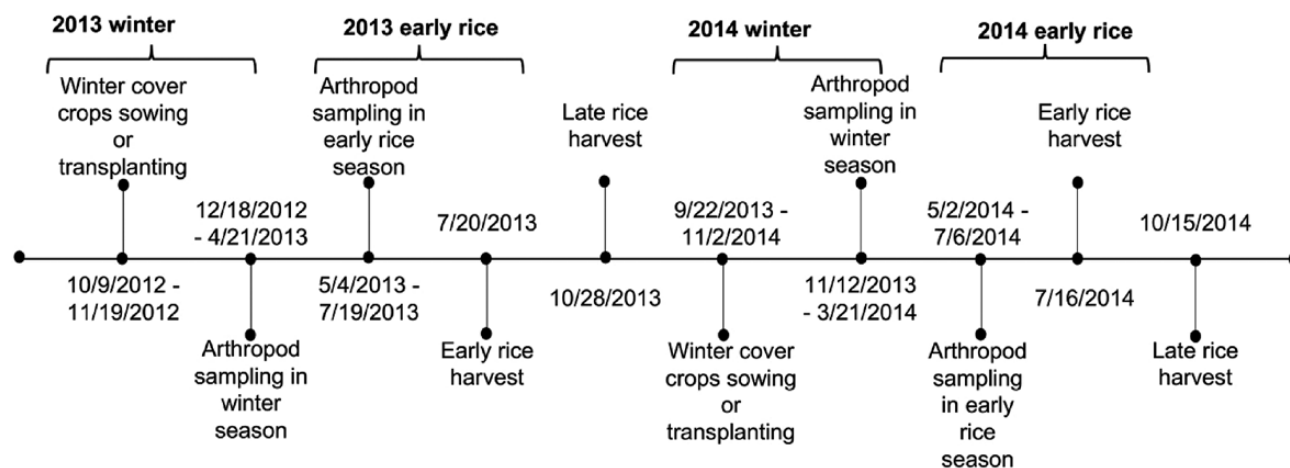 2013 winter
2013 early rice
2014 winter
2014 early rice
Winter cover
crops sowing
or
transplanting
Arthropod
sampling in
early rice
season
Late rice
harvest
Arthropod
sampling in
winter
season
Early rice
harvest
12/18/2012
- 4/21/2013
7/20/2013
9/22/2013 -
11/2/2014
5/2/2014 -
7/6/2014
10/15/2014
10/9/2012 -
11/19/2012
5/4/2013 -
7/19/2013
10/28/2013
11/12/2013
- 3/21/2014
7/16/2014
Arthropod
sampling in
winter
season
Early rice
harvest
Winter cover
crops sowing
or
transplanting
Arthropod
sampling
in early
rice
season
Late rice
harvest